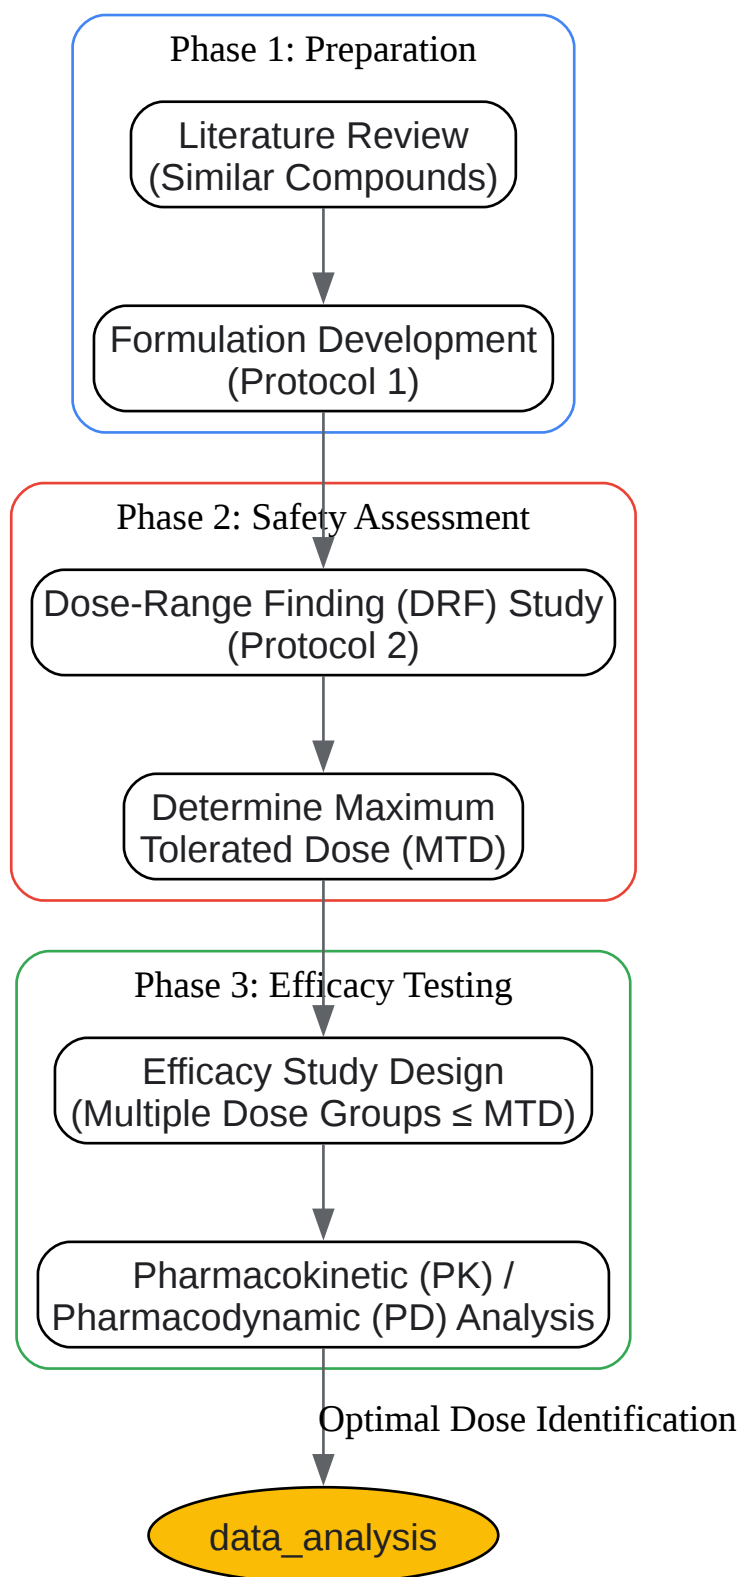 Phase 1: Preparation
Literature Review
(Similar Compounds)
Formulation Development
(Protocol 1)
Phase 2: Safety Assessment
Dose-Range Finding (DRF) Study
(Protocol 2)
Determine Maximum
Tolerated Dose (MTD)
Phase 3: Efficacy Testing
Efficacy Study Design
(Multiple Dose Groups ≤ MTD)
Pharmacokinetic (PK) /
Pharmacodynamic (PD) Analysis
Optimal Dose Identification
data_analysis